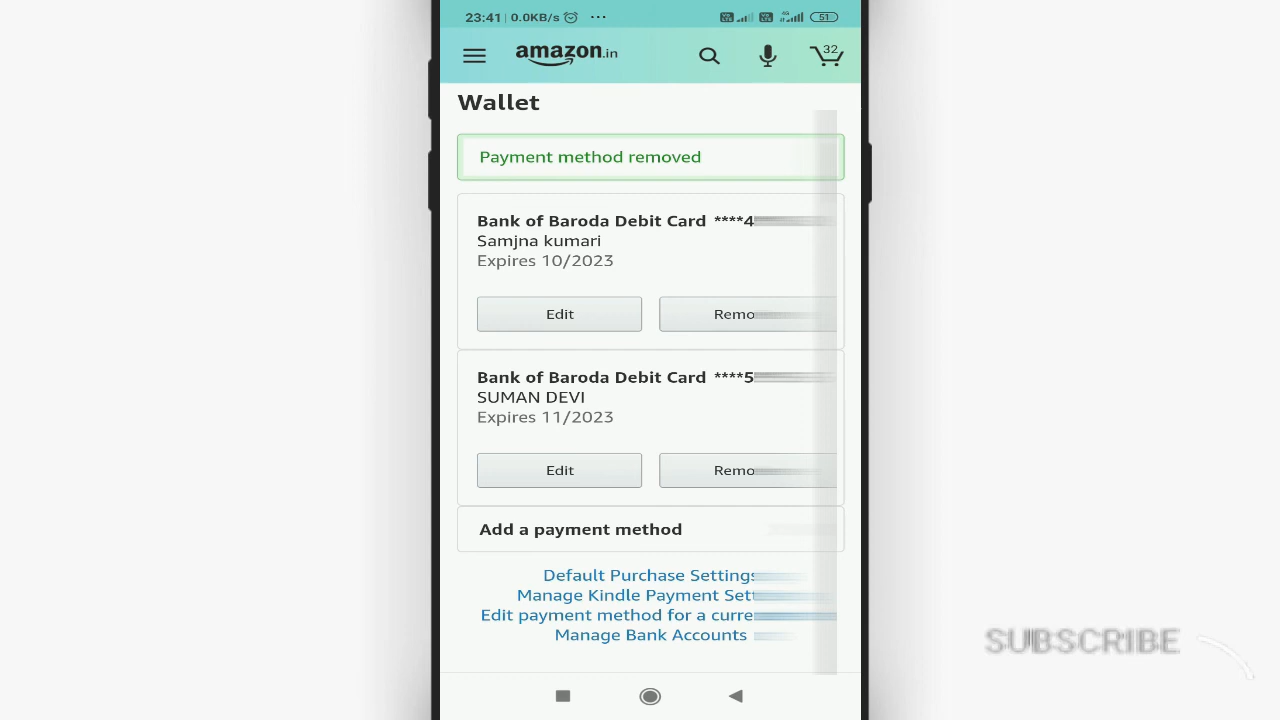 23:41 0.0KB/s ...
51
amazon.in
32
Wallet
Payment method removed
Bank of Baroda Debit Card ****4
Samjna kumari
Expires 10/2023
Edit Remo
Bank of Baroda Debit Card ****5
SUMAN DEVI
Expires 11/2023
Edit Remo
Add a payment method
Default Purchase Settings
Manage Kindle Payment Sett
Edit payment method for a curre
Manage Bank Accounts
SUBSCRIBE